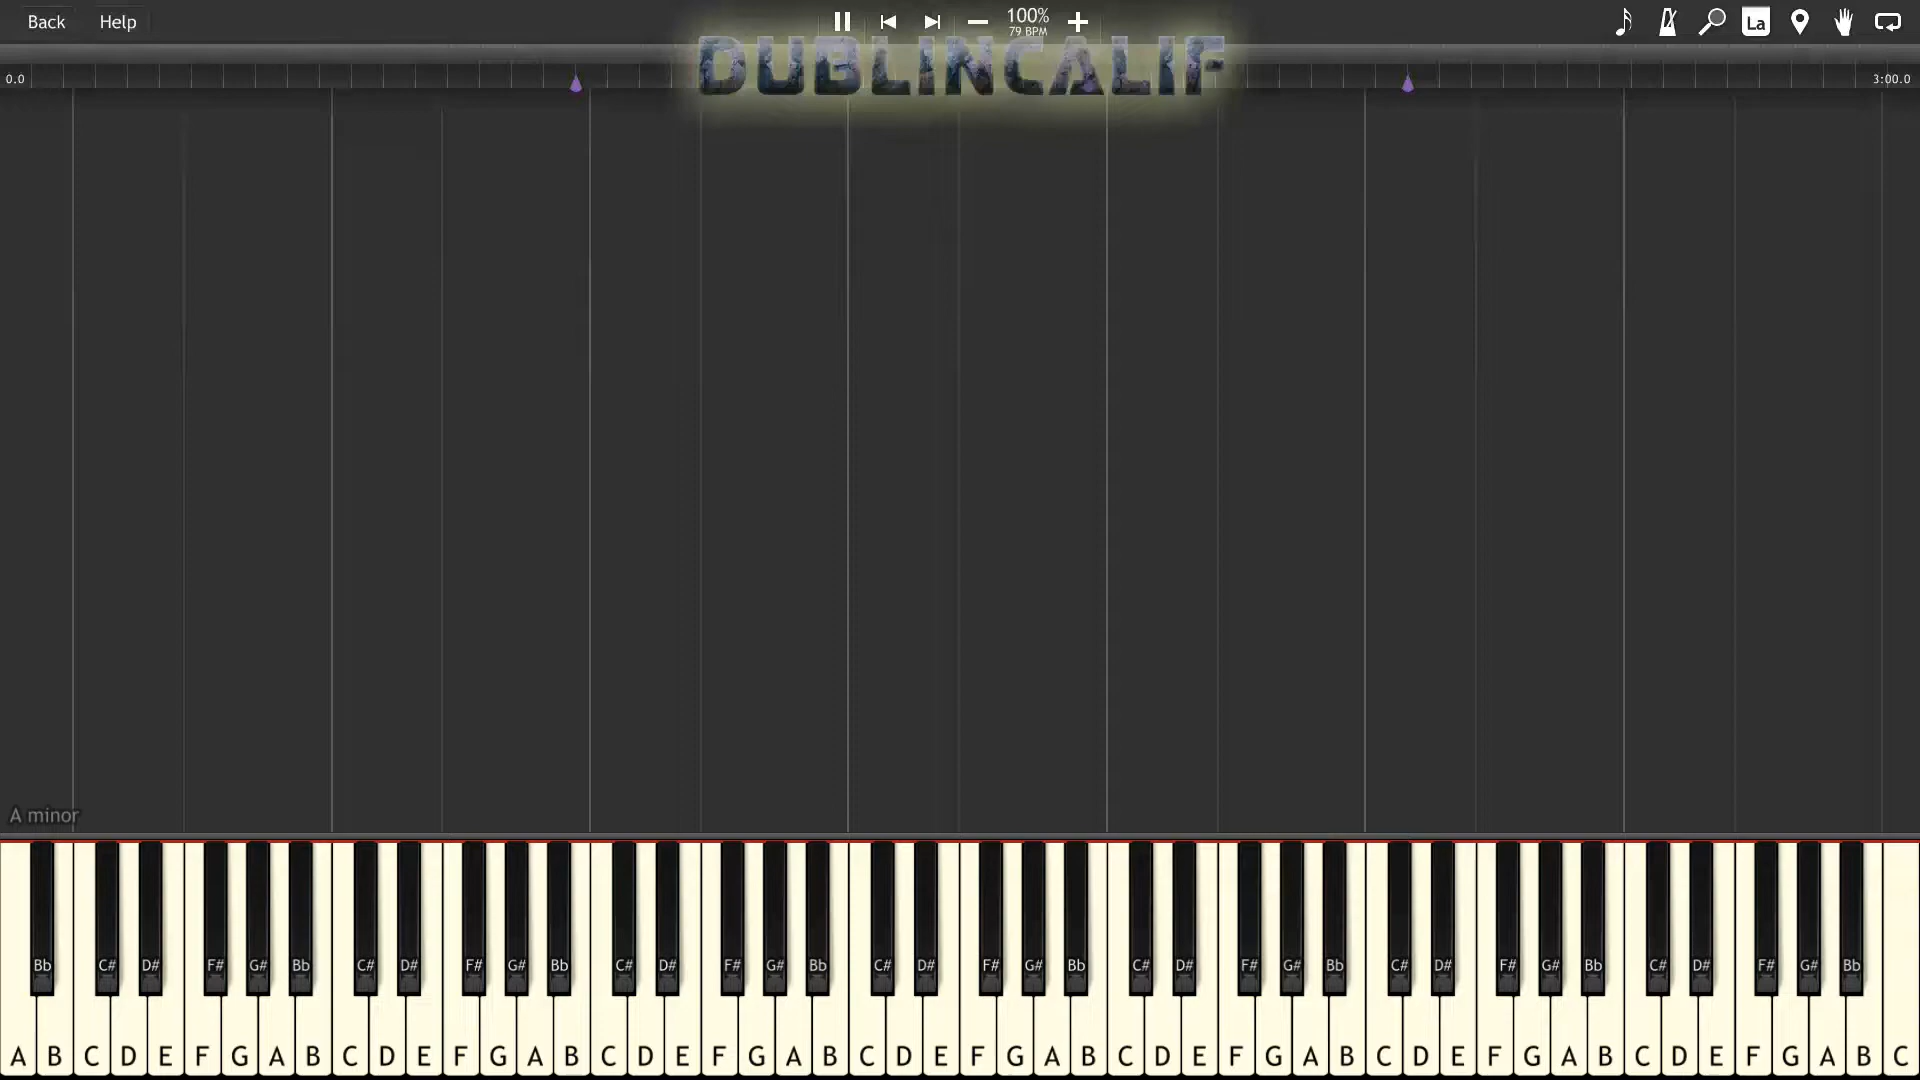 Back Help 100% La
79 BPM
DUBLINCALIF
0.0 3:00.0
A minor
Bb C# D# F# G# Bb C# D# F# G# Bb C# D# F# G# Bb C# D# F# G# Bb C# D# F# G# Bb C# D# F# G# Bb C# D# F# G# Bb
A B C D E F G A B C D E F G A B C D E F G A B C D E F G A B C D E F G A B C D E F G A B C D E F G A B C